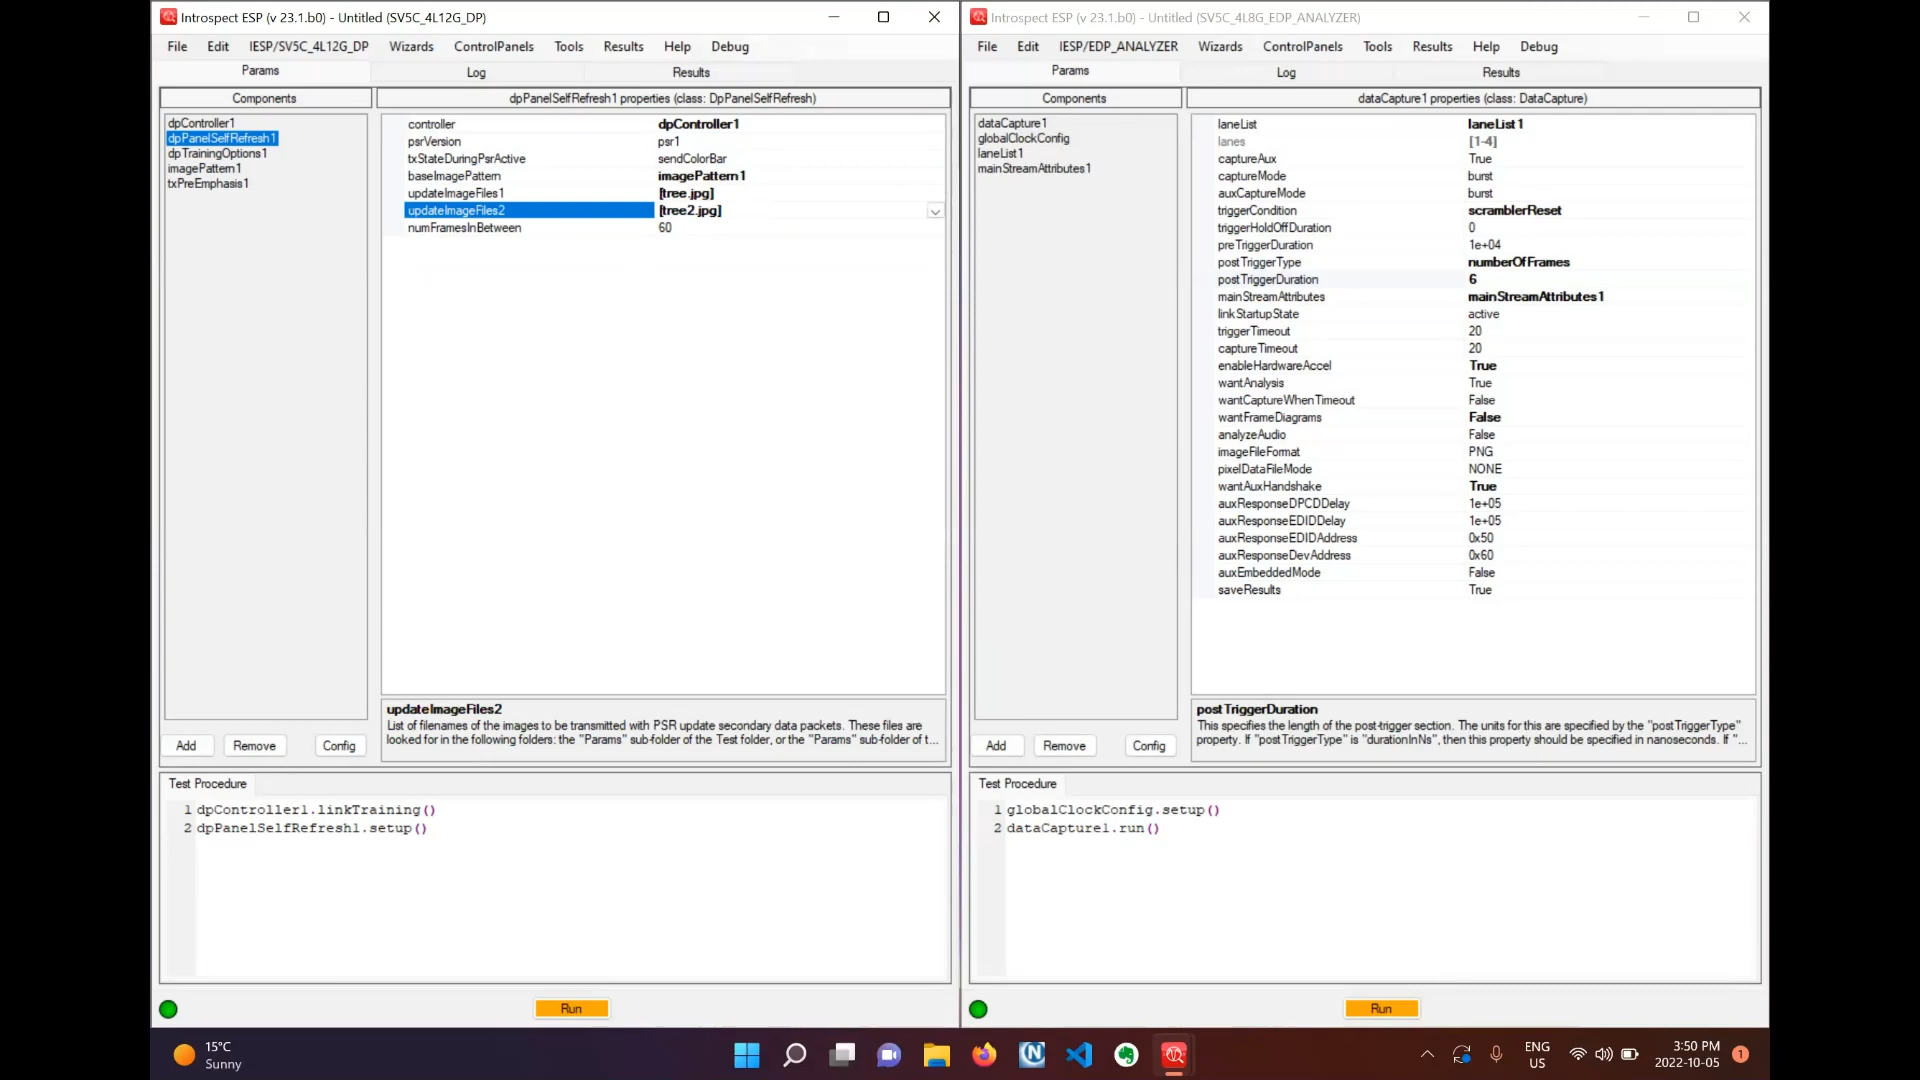 Introspect ESP (v 23.1.b0) - Untitled (SV5C_4L12G_DP)
File Edit IESP/SV5C_4L12G_DP Wizards ControlPanels Tools Results Help Debug
Params Log Results
Components
dpPanelSelfRefresh1 properties (class: DpPanelSelfRefresh)
dpController1
dpPanelSelfRefresh1
dpTrainingOptions1
imagePattern1
txPreEmphasis1
controller dpController1
psrVersion psr1
txStateDuringPsrActive sendColorBar
baseImagePattern imagePattern1
updateImageFiles1 [tree.jpg]
updateImageFiles2 [tree2.jpg]
numFramesInBetween 60
updateImageFiles2
List of filenames of the images to be transmitted with PSR update secondary data packets. These files are
looked for in the following folders: the "Params" sub-folder of the Test folder, or the "Params" sub-folder of t...
Add Remove Config
Test Procedure
1 dpController1.linkTraining()
2 dpPanelSelfRefresh1.setup()
Run
Introspect ESP (v 23.1.b0) - Untitled (SV5C_4L8G_EDP_ANALYZER)
File Edit IESP/EDP_ANALYZER Wizards ControlPanels Tools Results Help Debug
Params Log Results
Components
dataCapture1 properties (class: DataCapture)
dataCapture1
globalClockConfig
laneList1
mainStreamAttributes1
laneList laneList1
lanes [1-4]
captureAux True
captureMode burst
auxCaptureMode burst
triggerCondition scramblerReset
triggerHoldOffDuration 0
preTriggerDuration 1e+04
postTriggerType numberOfFrames
postTriggerDuration 6
mainStreamAttributes mainStreamAttributes1
linkStartupState active
triggerTimeout 20
captureTimeout 20
enableHardwareAccel True
wantAnalysis True
wantCaptureWhenTimeout False
wantFrameDiagrams False
analyzeAudio False
imageFileFormat PNG
pixelDataFileMode NONE
wantAuxHandshake True
auxResponseDPCDDelay 1e+05
auxResponseEDIDDelay 1e+05
auxResponseEDIDAddress 0x50
auxResponseDevAddress 0x60
auxEmbeddedMode False
saveResults True
postTriggerDuration
This specifies the length of the post-trigger section. The units for this are specified by the "postTriggerType"
property. If "postTriggerType" is "durationInNs", then this property should be specified in nanoseconds. If "...
Add Remove Config
Test Procedure
1 globalClockConfig.setup()
2 dataCapture1.run()
Run
15°C
Sunny
ENG
US
3:50 PM
2022-10-05
1